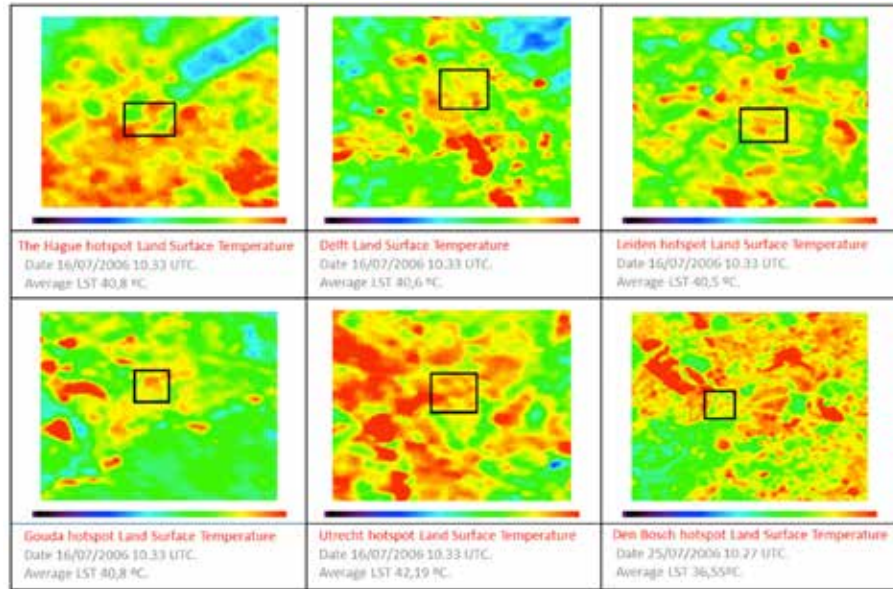 The Hague hotspot Land Surface Temperature
Date 16/07/2006 10.33 UTC.
Average LST 40,8 ºC.
Delft Land Surface Temperature
Date 16/07/2006 10.33 UTC.
Average LST 40,6 ºC.
Leiden hotspot Land Surface Temperature
Date 16/07/2006 10.33 UTC.
Average LST 40,5 ºC.
Gouda hotspot Land Surface Temperature
Date 16/07/2006 10.33 UTC.
Average LST 40,8 ºC.
Utrecht hotspot Land Surface Temperature
Date 16/07/2006 10.33 UTC.
Average LST 42,19 ºC.
Den Bosch hotspot Land Surface Temperature
Date 25/07/2006 10.27 UTC.
Average LST 36,55ºC.